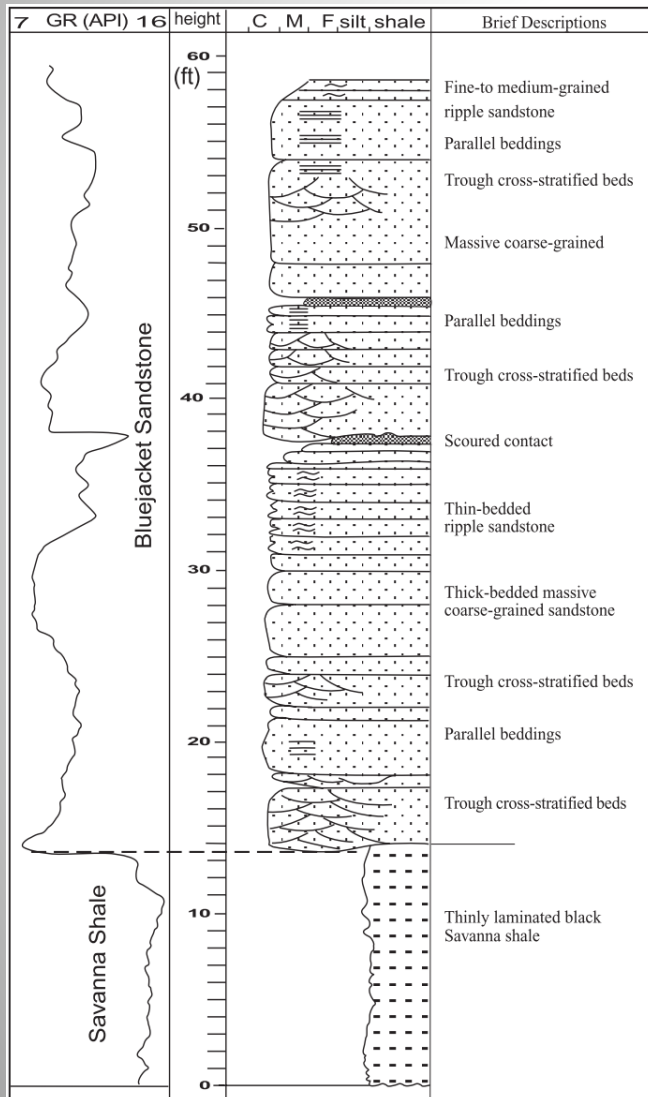 7 GR (API) 16 height C M F silt shale Brief Descriptions
60
(ft)
Fine-to medium-grained
ripple sandstone
Parallel beddings
Trough cross-stratified beds
50
Massive coarse-grained
Parallel beddings
Trough cross-stratified beds
40
Scoured contact
Bluejacket Sandstone
Thin-bedded
ripple sandstone
30
Thick-bedded massive
coarse-grained sandstone
Trough cross-stratified beds
Parallel beddings
20
Trough cross-stratified beds
10
Thinly laminated black
Savanna shale
Savanna Shale
0